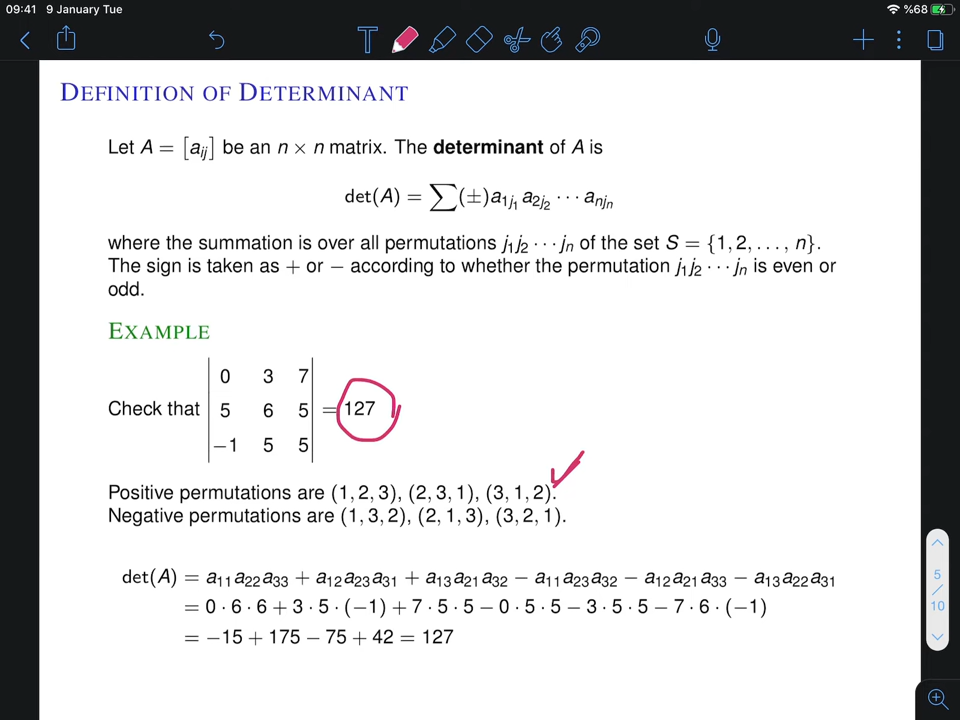 09:41 9 January Tue %68
DEFINITION OF DETERMINANT
Let A = [aij] be an n × n matrix. The determinant of A is
det(A) = ∑(±)a1j1 a2j2 ··· anjn
where the summation is over all permutations j1j2 ··· jn of the set S = {1, 2, . . . , n}.
The sign is taken as + or − according to whether the permutation j1j2 ··· jn is even or
odd.
EXAMPLE
0 3 7
Check that 5 6 5 = 127
−1 5 5
Positive permutations are (1, 2, 3), (2, 3, 1), (3, 1, 2).
Negative permutations are (1, 3, 2), (2, 1, 3), (3, 2, 1).
det(A) = a11a22a33 + a12a23a31 + a13a21a32 − a11a23a32 − a12a21a33 − a13a22a31
= 0 · 6 · 6 + 3 · 5 · (−1) + 7 · 5 · 5 − 0 · 5 · 5 − 3 · 5 · 5 − 7 · 6 · (−1)
= −15 + 175 − 75 + 42 = 127
5
/
10